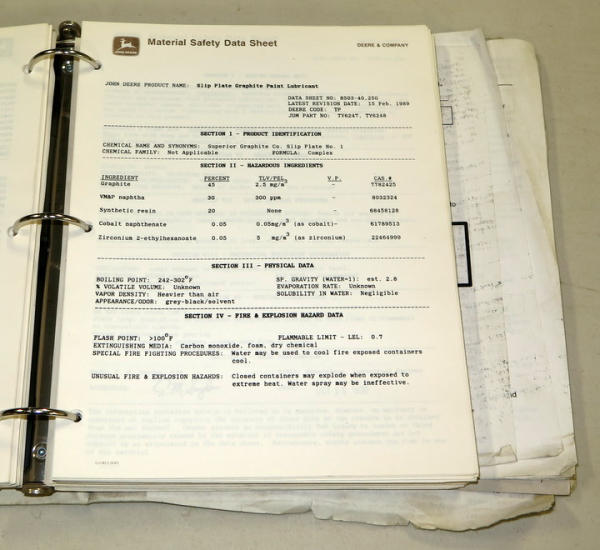 JOHN DEERE
Material Safety Data Sheet
DEERE & COMPANY
JOHN DEERE PRODUCT NAME: Slip Plate Graphite Paint Lubricant
DATA SHEET NO: 8003-40,250
LATEST REVISION DATE: 15 Feb. 1989
DEERE CODE: TP
JDM PART NO: TY6247, TY6248
SECTION I - PRODUCT IDENTIFICATION
CHEMICAL NAME AND SYNONYMS: Superior Graphite Co. Slip Plate No. 1
CHEMICAL FAMILY: Not Applicable FORMULA: Complex
SECTION II - HAZARDOUS INGREDIENTS
INGREDIENT PERCENT TLV/PEL V.P. CAS.#
Graphite 45 2.5 mg/m3 - 7782425
VM&P naphtha 30 300 ppm - 8032324
Synthetic resin 20 None - 68458128
Cobalt naphthenate 0.05 0.05mg/m3 (as cobalt)- 61789513
Zirconium 2-ethylhexanoate 0.05 5 mg/m3 (as zirconium) 22464999
SECTION III - PHYSICAL DATA
BOILING POINT: 242-302°F SP. GRAVITY (WATER=1): est. 2.8
% VOLATILE VOLUME: Unknown EVAPORATION RATE: Unknown
VAPOR DENSITY: Heavier than air SOLUBILITY IN WATER: Negligible
APPEARANCE/ODOR: grey-black/solvent
SECTION IV - FIRE & EXPLOSION HAZARD DATA
FLASH POINT: >100°F FLAMMABLE LIMIT - LEL: 0.7
EXTINGUISHING MEDIA: Carbon monoxide, foam, dry chemical
SPECIAL FIRE FIGHTING PROCEDURES: Water may be used to cool fire exposed containers
cool.
UNUSUAL FIRE & EXPLOSION HAZARDS: Closed containers may explode when exposed to
extreme heat. Water spray may be ineffective.